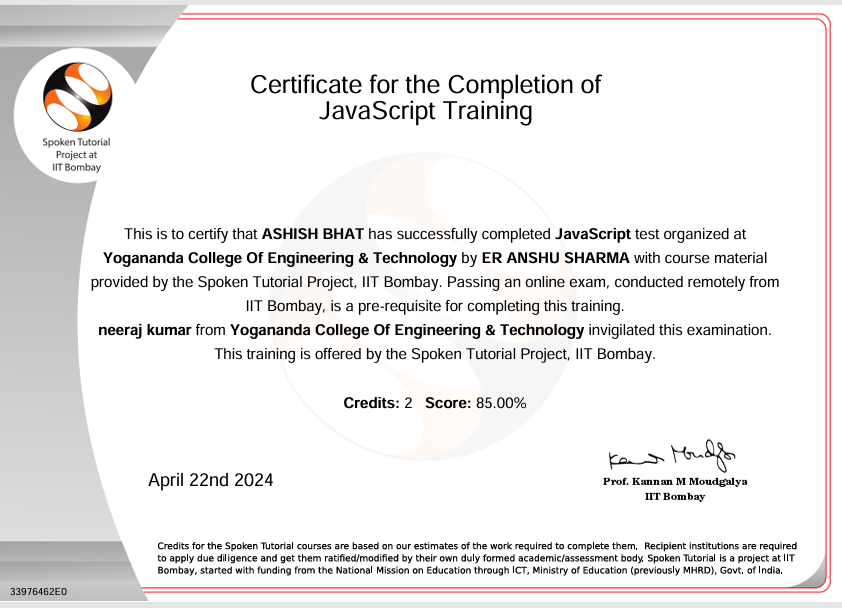 Certificate for the Completion of
JavaScript Training
Spoken Tutorial
Project at
IIT Bombay
This is to certify that ASHISH BHAT has successfully completed JavaScript test organized at
Yogananda College Of Engineering & Technology by ER ANSHU SHARMA with course material
provided by the Spoken Tutorial Project, IIT Bombay. Passing an online exam, conducted remotely from
IIT Bombay, is a pre-requisite for completing this training.
neeraj kumar from Yogananda College Of Engineering & Technology invigilated this examination.
This training is offered by the Spoken Tutorial Project, IIT Bombay.
Credits: 2 Score: 85.00%
April 22nd 2024
Kannan Moudgalya
Prof. Kannan M Moudgalya
IIT Bombay
Credits for the Spoken Tutorial courses are based on our estimates of the work required to complete them. Recipient institutions are required
to apply due diligence and get them ratified/modified by their own duly formed academic/assessment body. Spoken Tutorial is a project at IIT
Bombay, started with funding from the National Mission on Education through ICT, Ministry of Education (previously MHRD), Govt. of India.
33976462E0